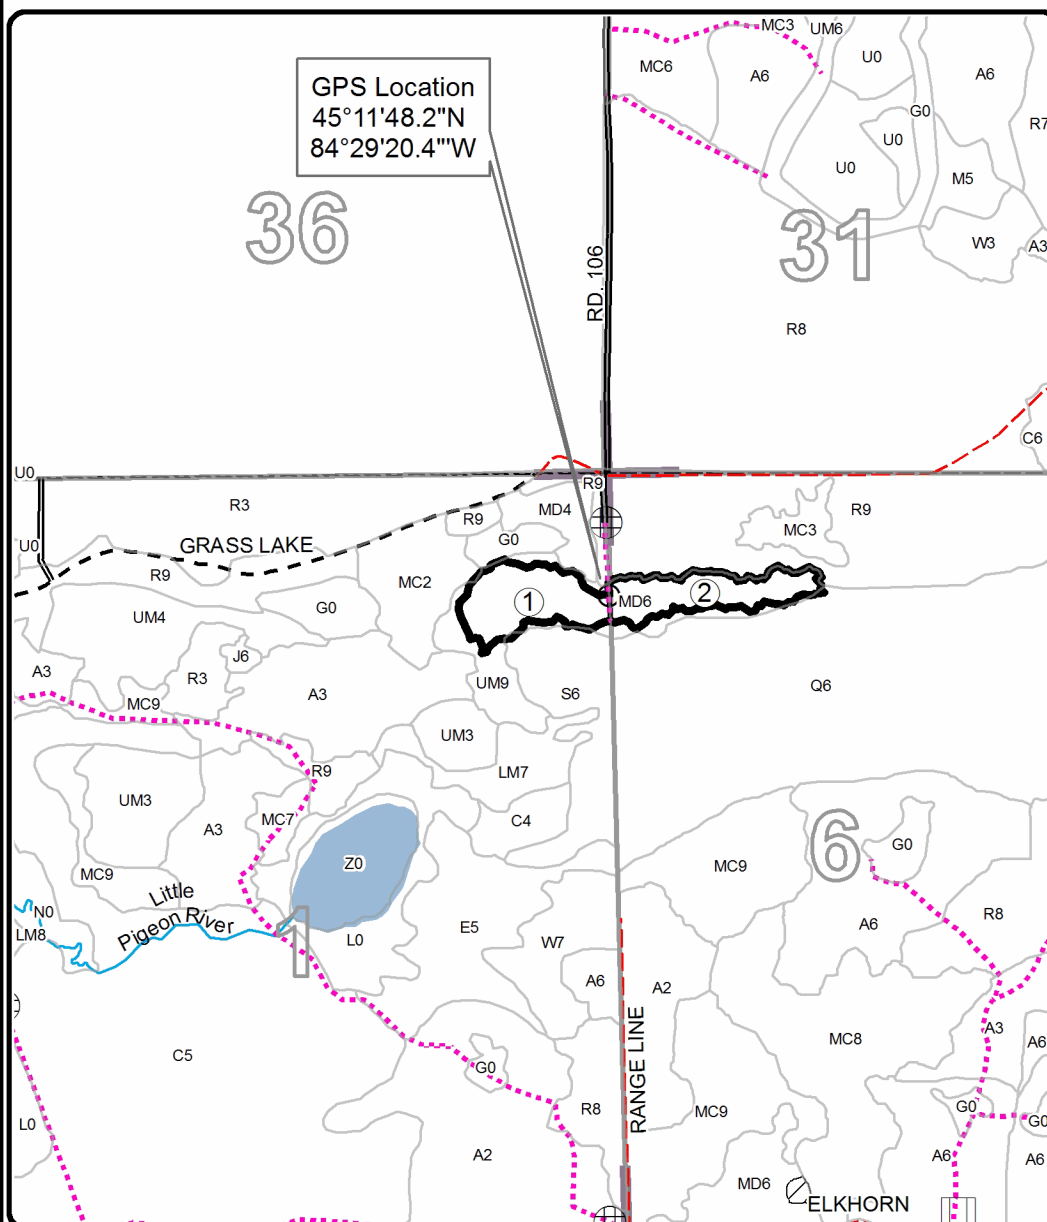 MC3
UM6
U0
MC6
A6
A6
GPS Location
45°11'48.2"N
84°29'20.4"'W
G0
R7
U0
U0
M5
36
31
W3
A3
RD. 106
R8
C6
U0
R9
R3
MD4
R9
R9
MC3
G0
U0
GRASS LAKE
R9
MC2
G0
1
MD6
2
UM4
J6
A3
R3
A3
UM9
S6
Q6
MC9
UM3
R9
LM7
UM3
MC7
C4
A3
6
G0
Z0
MC9
MC9
Little
N0
Pigeon River
R8
A6
E5
LM8
1
L0
W7
A6
A2
RANGE LINE
A3
MC8
A6
C5
G0
R8
MC9
G0
G0
L0
A2
A6
A6
MD6
ELKHORN